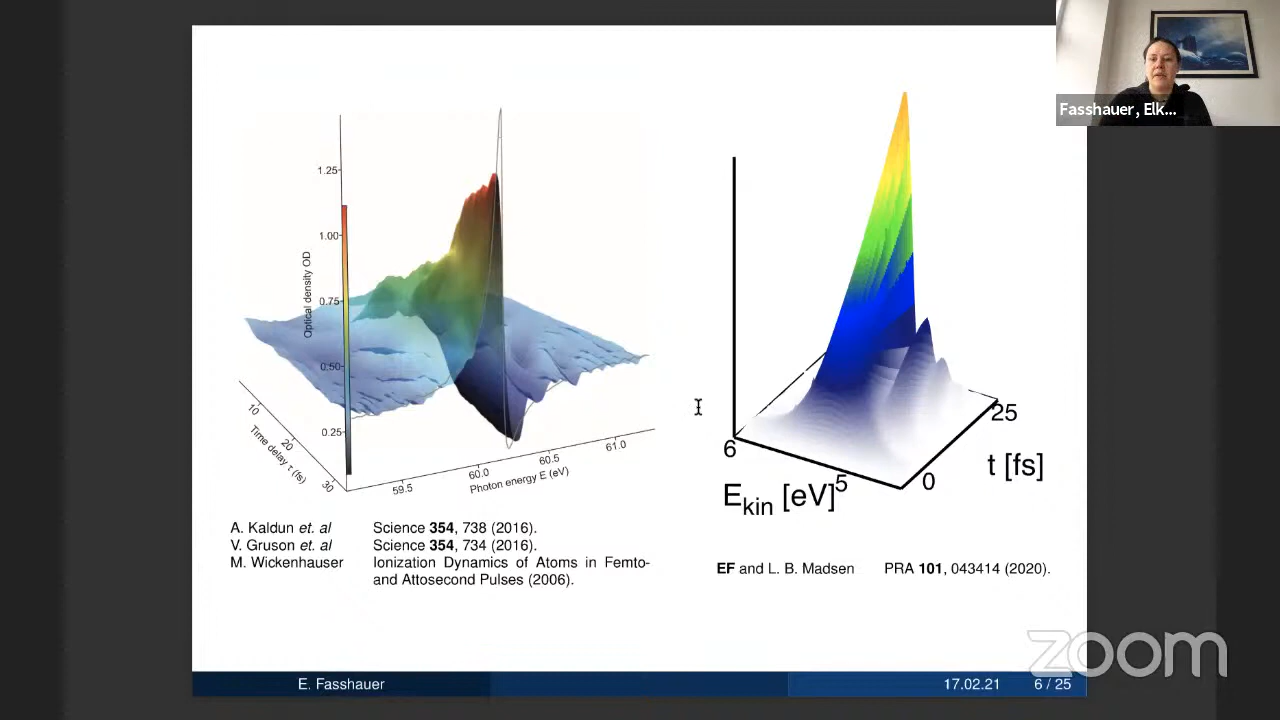 Fasshauer, Elk...
1.25
1.00
0.75
0.50
0.25
Optical density OD
10
20
30
Time delay τ (fs)
59.5
60.0
60.5
61.0
Photon energy E (eV)
6
5
0
25
E_kin [eV]
t [fs]
A. Kaldun et. al Science 354, 738 (2016).
V. Gruson et. al Science 354, 734 (2016).
M. Wickenhauser Ionization Dynamics of Atoms in Femto-
and Attosecond Pulses (2006).
EF and L. B. Madsen PRA 101, 043414 (2020).
zoom
E. Fasshauer 17.02.21 6 / 25